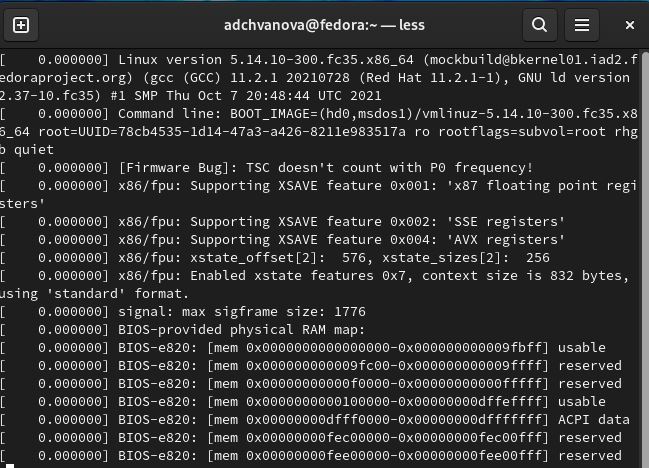 adchvanova@fedora:~ — less
[    0.000000] Linux version 5.14.10-300.fc35.x86_64 (mockbuild@bkernel01.iad2.f
edoraproject.org) (gcc (GCC) 11.2.1 20210728 (Red Hat 11.2.1-1), GNU ld version
2.37-10.fc35) #1 SMP Thu Oct 7 20:48:44 UTC 2021
[    0.000000] Command line: BOOT_IMAGE=(hd0,msdos1)/vmlinuz-5.14.10-300.fc35.x8
6_64 root=UUID=78cb4535-1d14-47a3-a426-8211e983517a ro rootflags=subvol=root rhg
b quiet
[    0.000000] [Firmware Bug]: TSC doesn't count with P0 frequency!
[    0.000000] x86/fpu: Supporting XSAVE feature 0x001: 'x87 floating point regi
sters'
[    0.000000] x86/fpu: Supporting XSAVE feature 0x002: 'SSE registers'
[    0.000000] x86/fpu: Supporting XSAVE feature 0x004: 'AVX registers'
[    0.000000] x86/fpu: xstate_offset[2]:  576, xstate_sizes[2]:  256
[    0.000000] x86/fpu: Enabled xstate features 0x7, context size is 832 bytes,
using 'standard' format.
[    0.000000] signal: max sigframe size: 1776
[    0.000000] BIOS-provided physical RAM map:
[    0.000000] BIOS-e820: [mem 0x0000000000000000-0x000000000009fbff] usable
[    0.000000] BIOS-e820: [mem 0x000000000009fc00-0x000000000009ffff] reserved
[    0.000000] BIOS-e820: [mem 0x00000000000f0000-0x00000000000fffff] reserved
[    0.000000] BIOS-e820: [mem 0x0000000000100000-0x00000000dffeffff] usable
[    0.000000] BIOS-e820: [mem 0x00000000dfff0000-0x00000000dfffffff] ACPI data
[    0.000000] BIOS-e820: [mem 0x00000000fec00000-0x00000000fec00fff] reserved
[    0.000000] BIOS-e820: [mem 0x00000000fee00000-0x00000000fee00fff] reserved